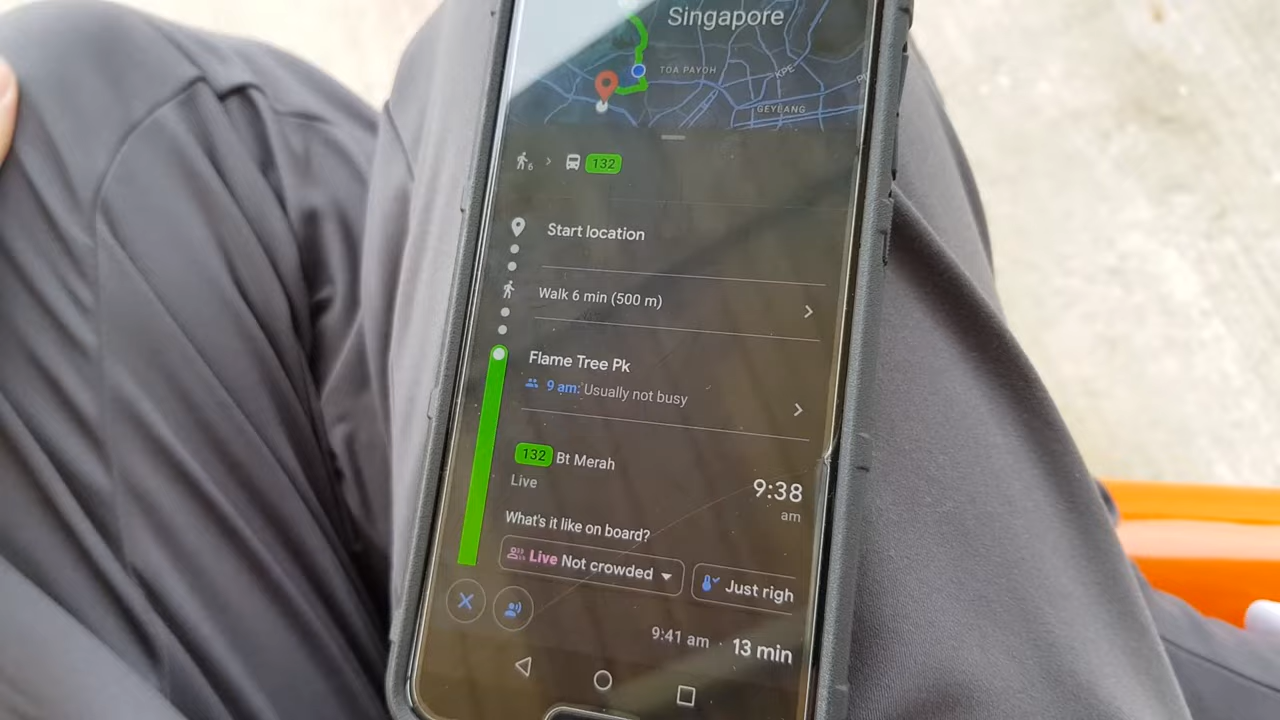 Singapore
TOA PAYOH
KPE
GEYLANG
6
132
Start location
Walk 6 min (500 m)
Flame Tree Pk
9 am: Usually not busy
132 Bt Merah
Live
9:38
am
What's it like on board?
Live Not crowded
Just righ
9:41 am · 13 min